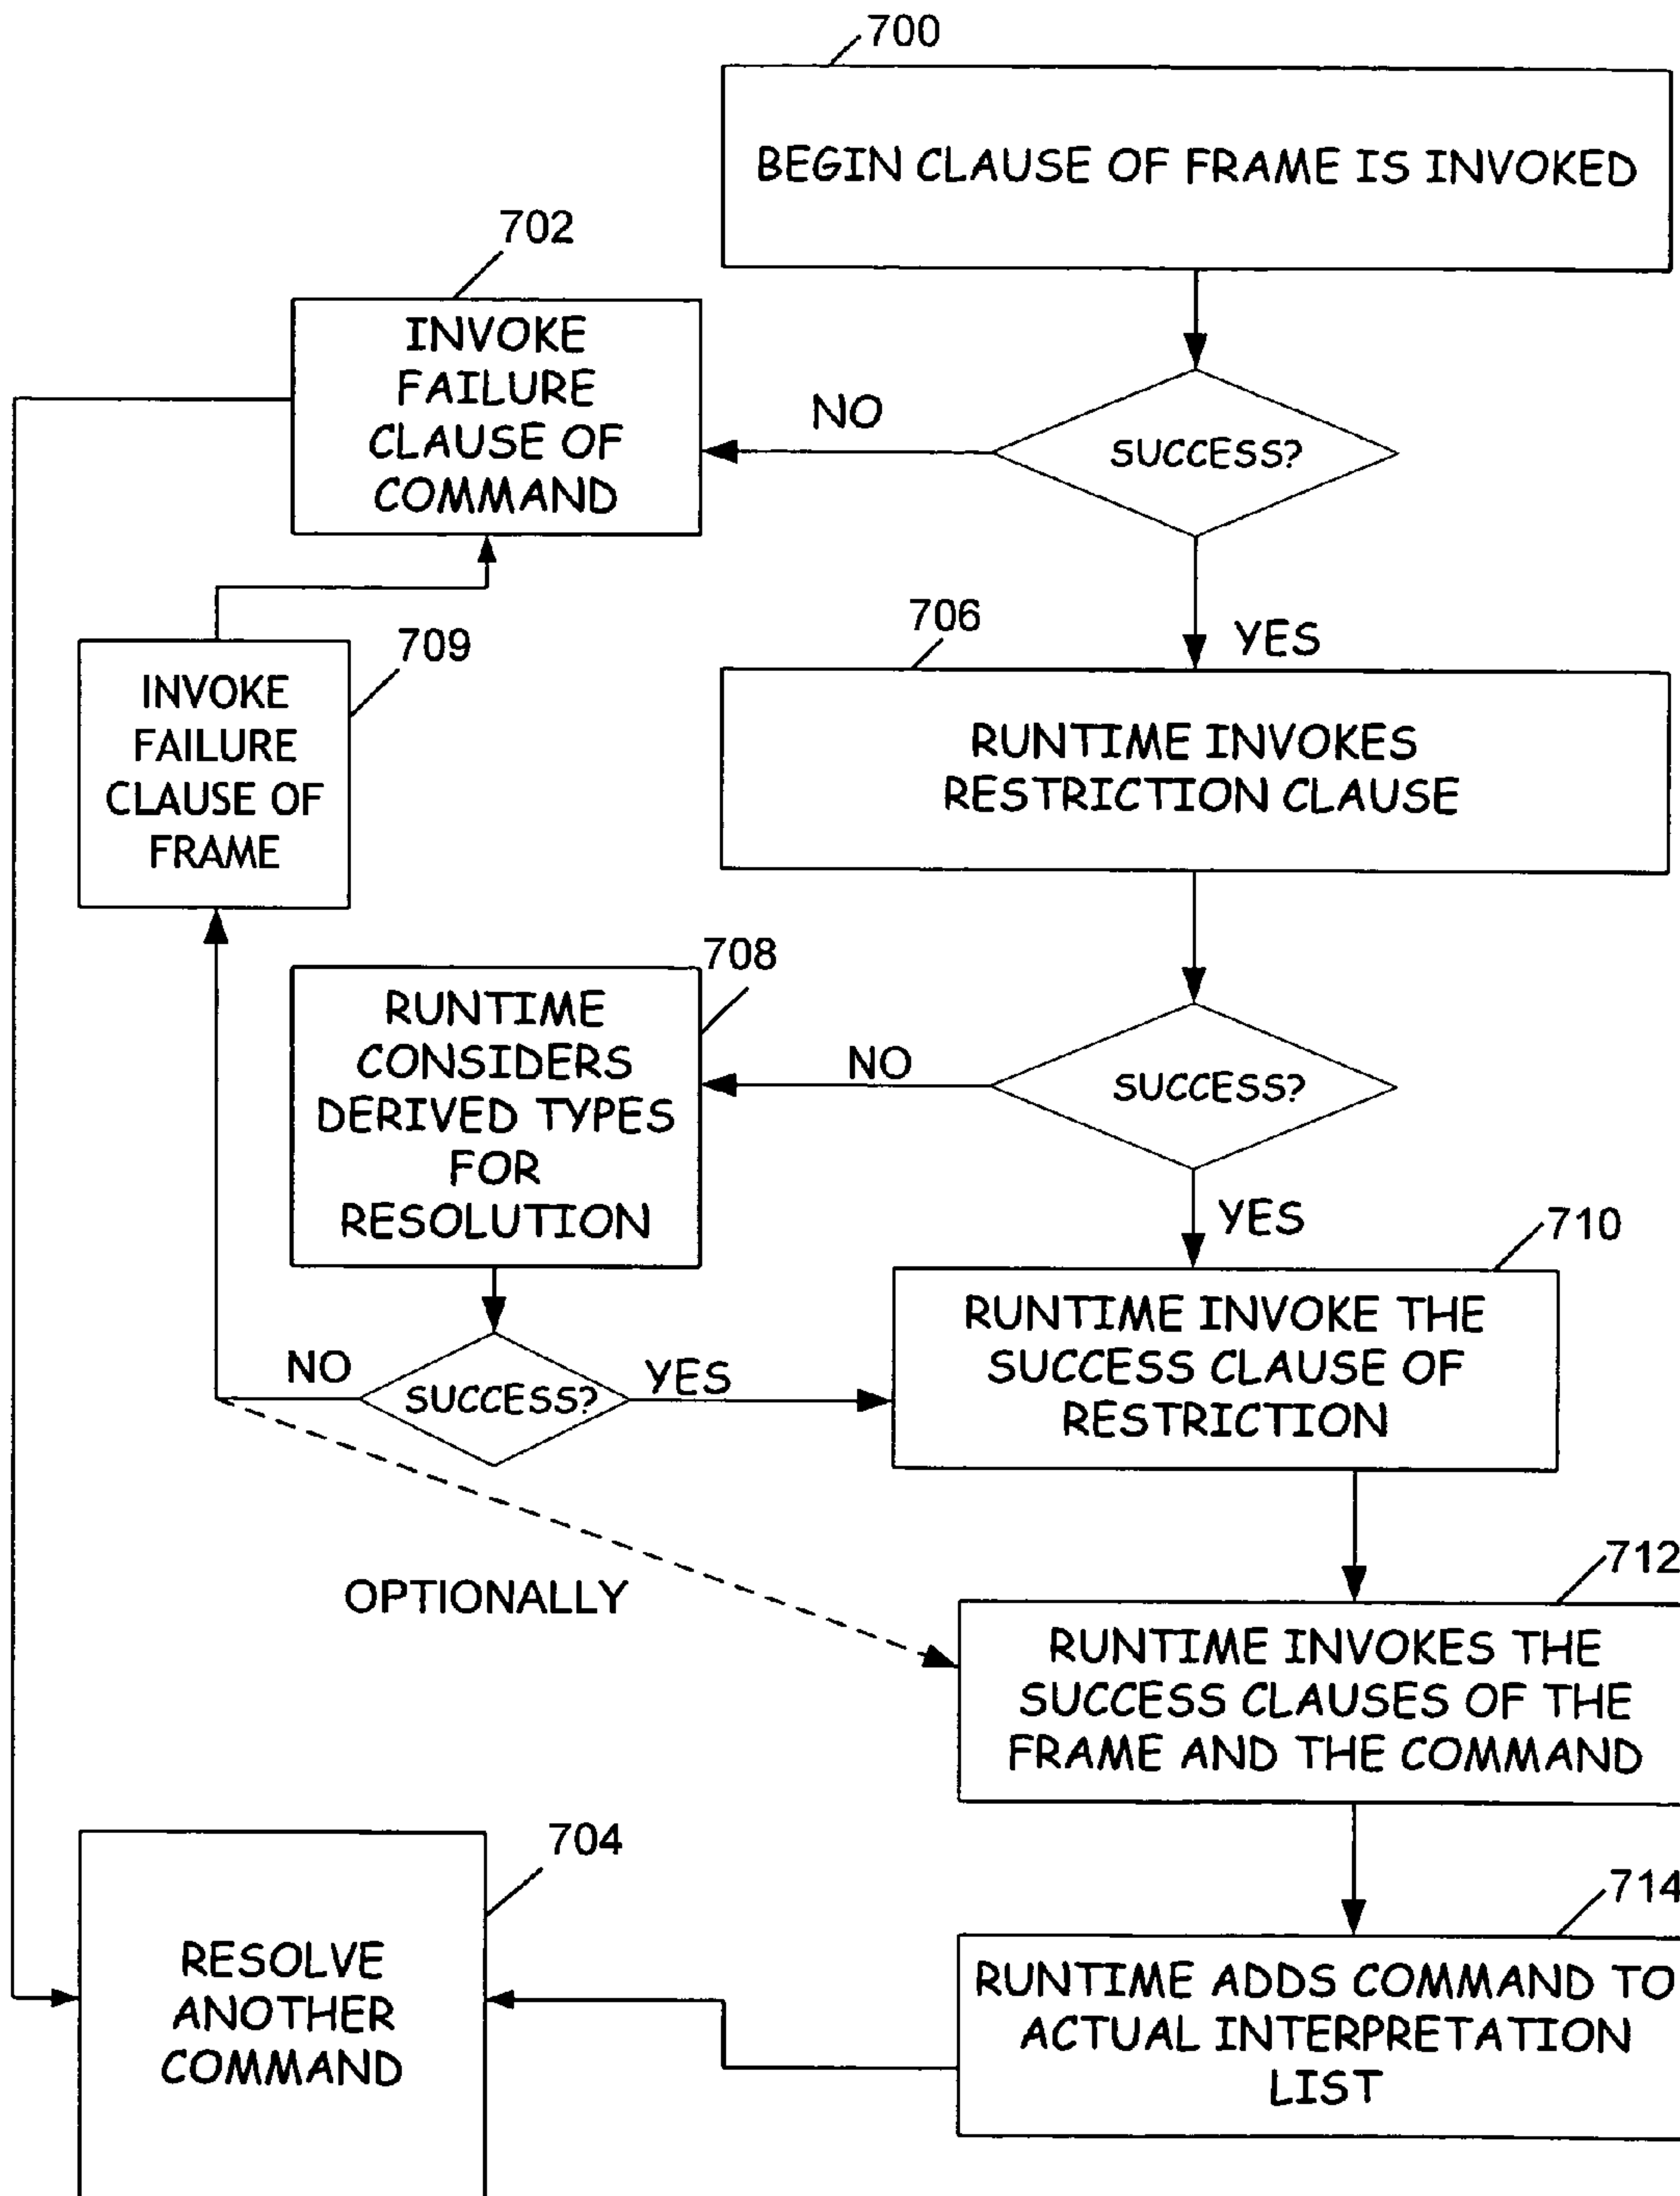 700
BEGIN CLAUSE OF FRAME IS INVOKED
702
INVOKE
FAILURE
CLAUSE OF
COMMAND
NO
SUCCESS?
YES
706
RUNTIME INVOKES
RESTRICTION CLAUSE
709
INVOKE
FAILURE
CLAUSE OF
FRAME
708
RUNTIME
CONSIDERS
DERIVED TYPES
FOR
RESOLUTION
NO
SUCCESS?
YES
710
RUNTIME INVOKE THE
SUCCESS CLAUSE OF
RESTRICTION
NO
SUCCESS?
YES
OPTIONALLY
712
RUNTIME INVOKES THE
SUCCESS CLAUSES OF THE
FRAME AND THE COMMAND
704
RESOLVE
ANOTHER
COMMAND
714
RUNTIME ADDS COMMAND TO
ACTUAL INTERPRETATION
LIST